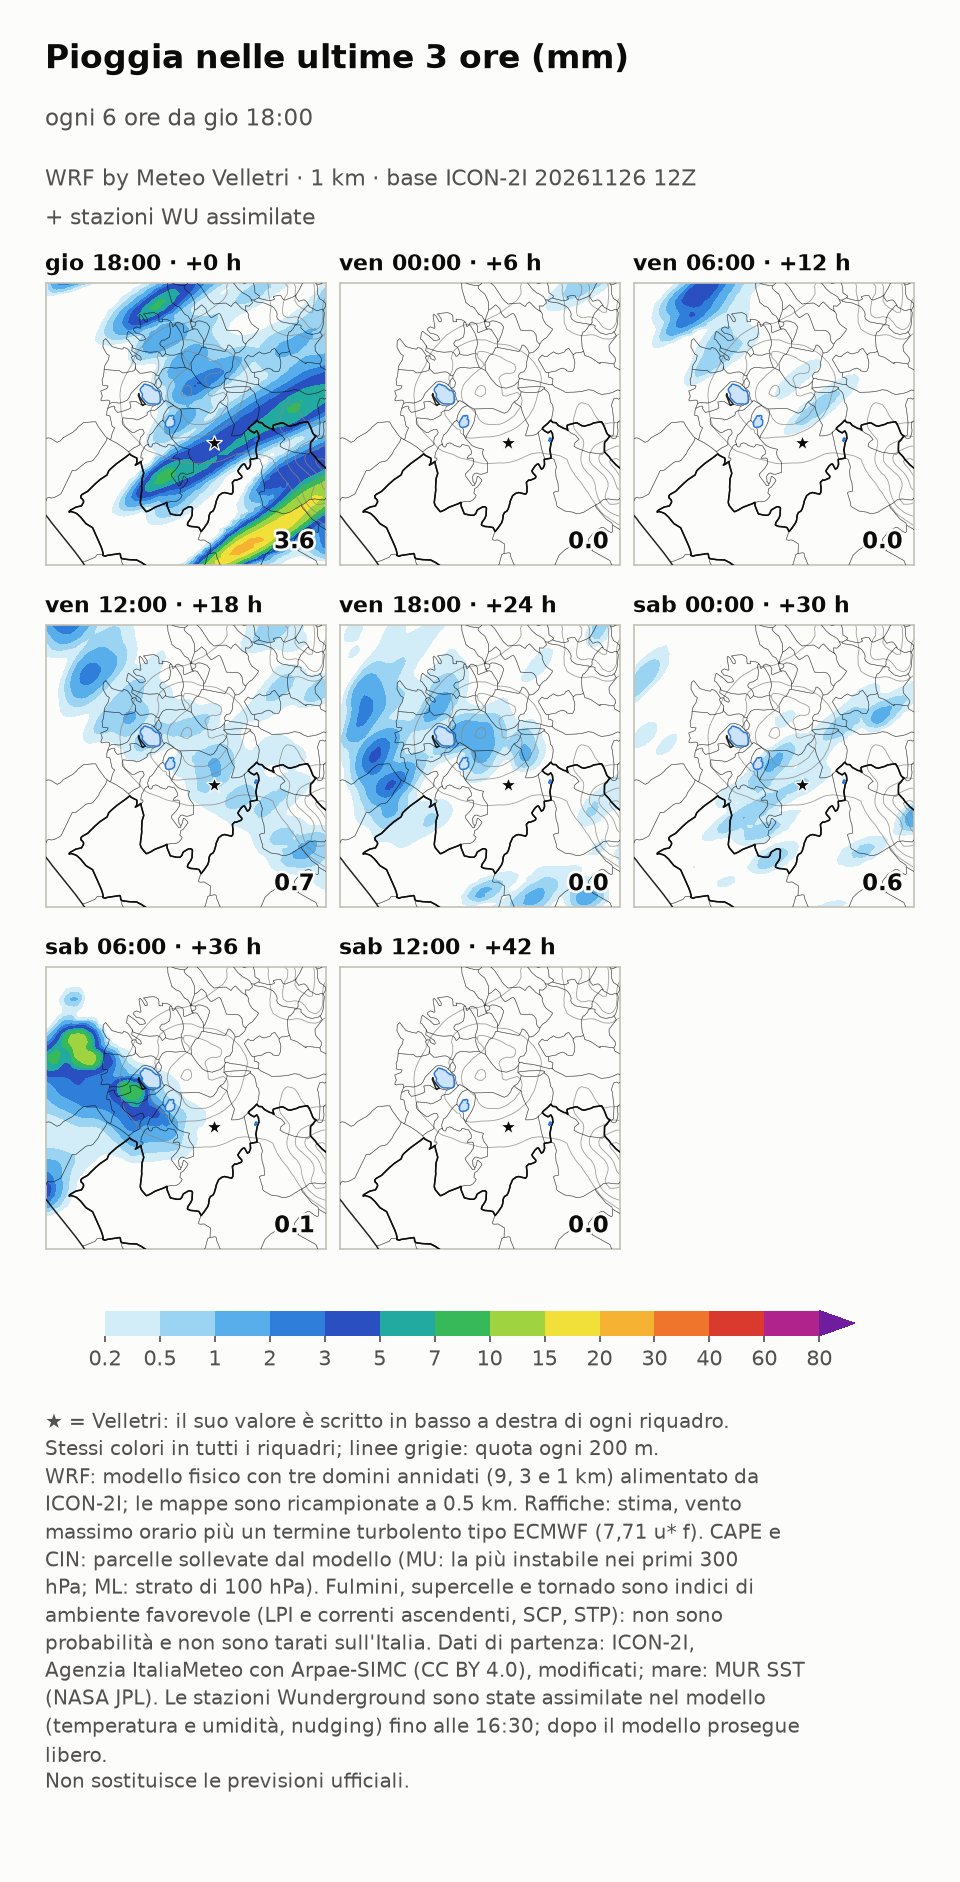 Pioggia nelle ultime 3 ore (mm)
ogni 6 ore da gio 18:00
WRF by Meteo Velletri · 1 km · base ICON-2I 20261126 12Z
+ stazioni WU assimilate
gio 18:00 · +0 h
ven 00:00 · +6 h
ven 06:00 · +12 h
3.6
0.0
0.0
ven 12:00 · +18 h
ven 18:00 · +24 h
sab 00:00 · +30 h
0.7
0.0
0.6
sab 06:00 · +36 h
sab 12:00 · +42 h
0.1
0.0
0.2 0.5 1 2 3 5 7 10 15 20 30 40 60 80
★ = Velletri: il suo valore è scritto in basso a destra di ogni riquadro.
Stessi colori in tutti i riquadri; linee grigie: quota ogni 200 m.
WRF: modello fisico con tre domini annidati (9, 3 e 1 km) alimentato da
ICON-2I; le mappe sono ricampionate a 0.5 km. Raffiche: stima, vento
massimo orario più un termine turbolento tipo ECMWF (7,71 u* f). CAPE e
CIN: parcelle sollevate dal modello (MU: la più instabile nei primi 300
hPa; ML: strato di 100 hPa). Fulmini, supercelle e tornado sono indici di
ambiente favorevole (LPI e correnti ascendenti, SCP, STP): non sono
probabilità e non sono tarati sull'Italia. Dati di partenza: ICON-2I,
Agenzia ItaliaMeteo con Arpae-SIMC (CC BY 4.0), modificati; mare: MUR SST
(NASA JPL). Le stazioni Wunderground sono state assimilate nel modello
(temperatura e umidità, nudging) fino alle 16:30; dopo il modello prosegue
libero.
Non sostituisce le previsioni ufficiali.